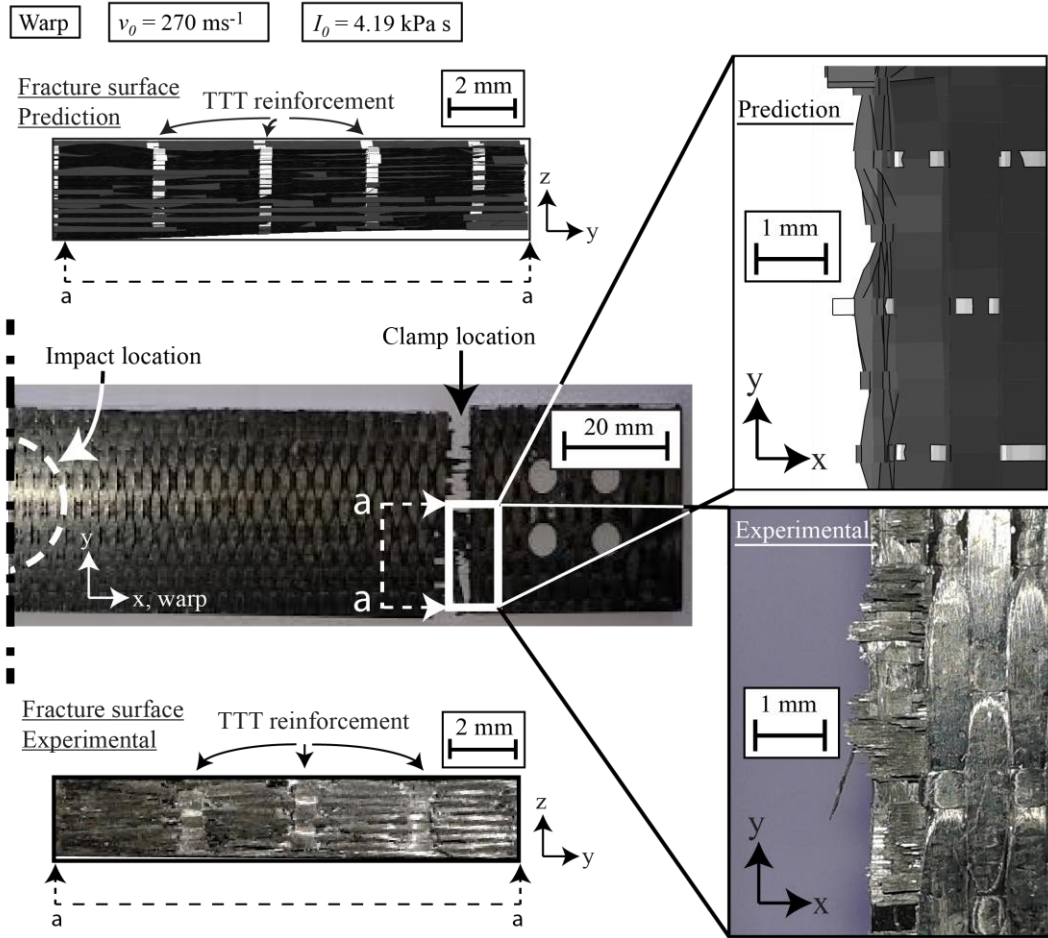 Warp
v₀ = 270 ms⁻¹
I₀ = 4.19 kPa s
Fracture surface
Prediction
TTT reinforcement
2 mm
z
y
a
a
Prediction
1 mm
y
x
Impact location
Clamp location
20 mm
a
a
y
x, warp
Fracture surface
Experimental
TTT reinforcement
2 mm
z
y
a
a
Experimental
1 mm
y
x